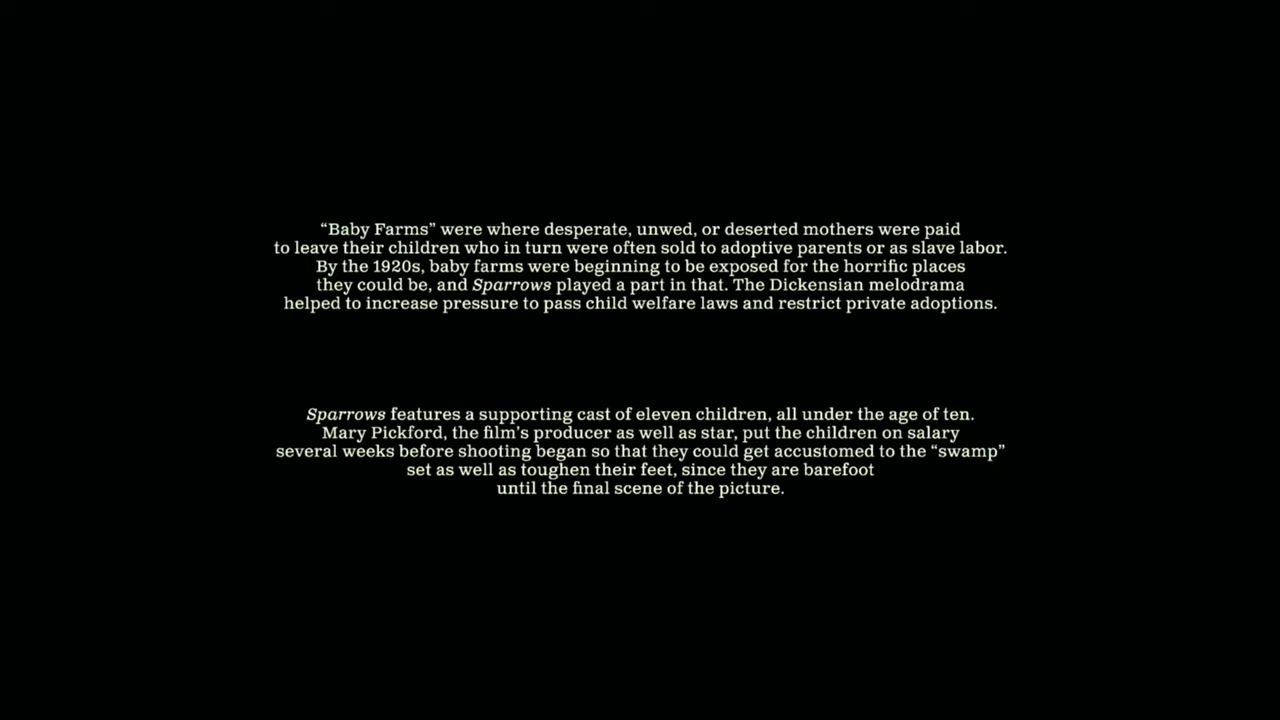 “Baby Farms” were where desperate, unwed, or deserted mothers were paid
to leave their children who in turn were often sold to adoptive parents or as slave labor.
By the 1920s, baby farms were beginning to be exposed for the horrific places
they could be, and Sparrows played a part in that. The Dickensian melodrama
helped to increase pressure to pass child welfare laws and restrict private adoptions.
Sparrows features a supporting cast of eleven children, all under the age of ten.
Mary Pickford, the film’s producer as well as star, put the children on salary
several weeks before shooting began so that they could get accustomed to the “swamp”
set as well as toughen their feet, since they are barefoot
until the final scene of the picture.